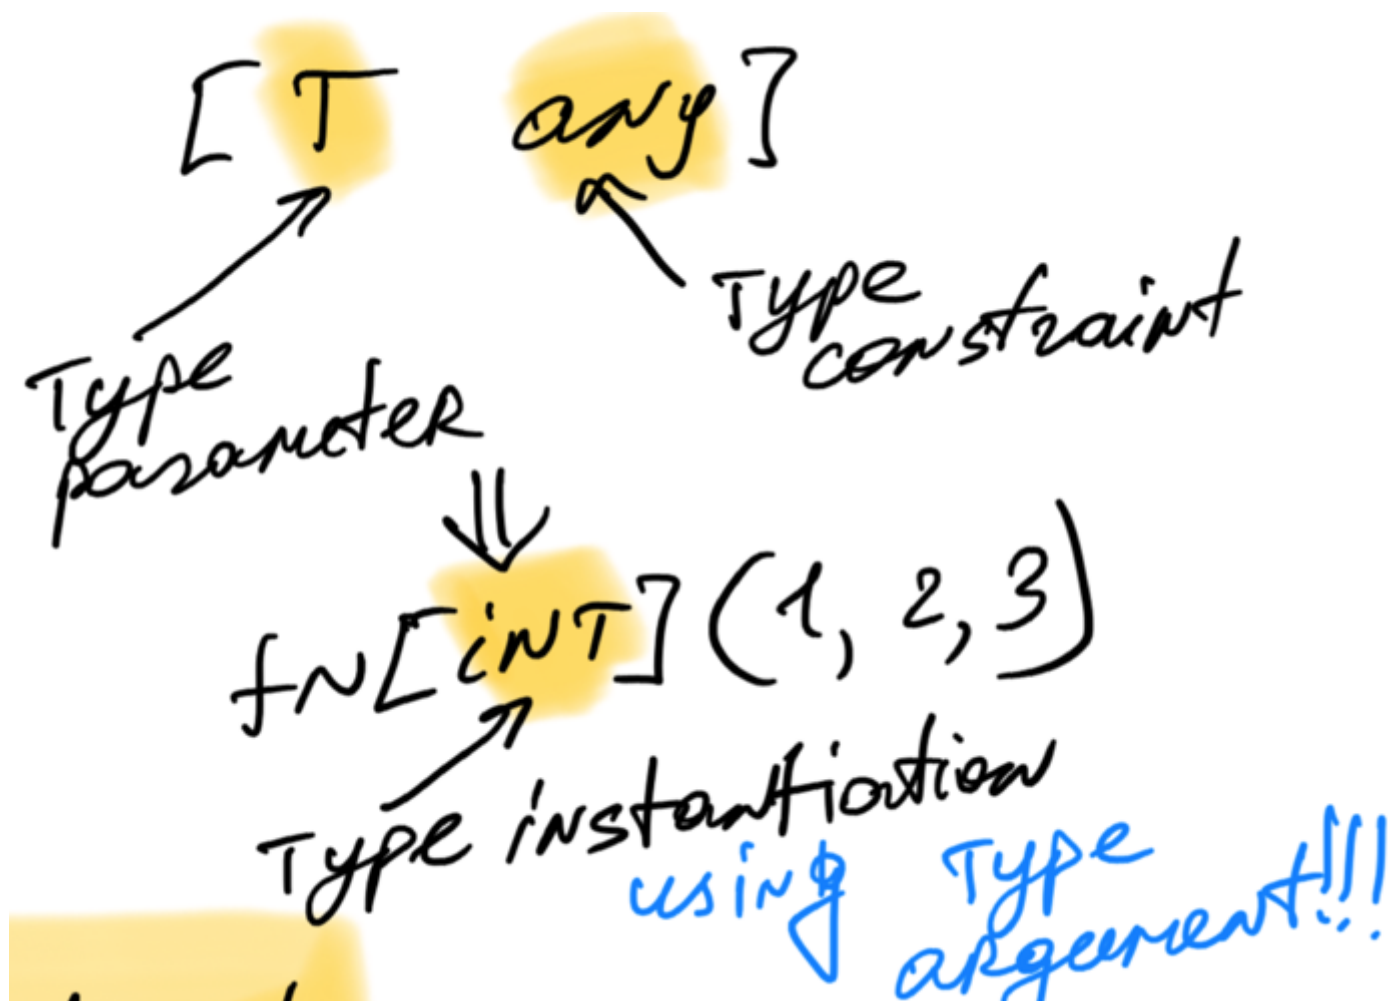 [T any]
Type
constraint
Type
parameter
fn[int](1, 2, 3)
Type instantiation
using Type
argument!!!